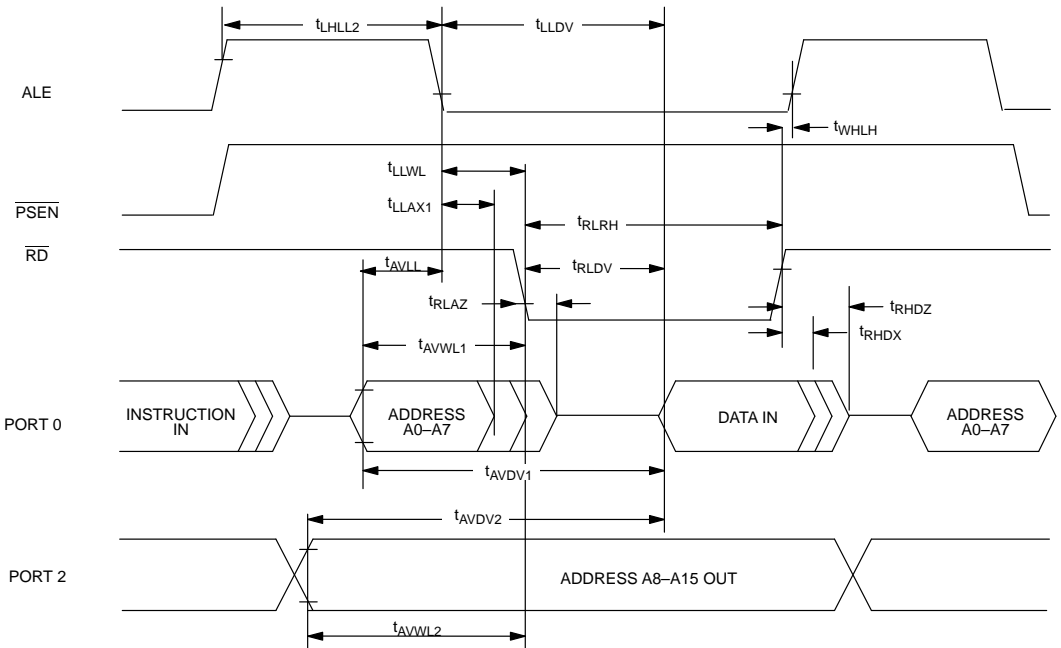 tLHLL2
tLLDV
ALE
tWHLH
tLLWL
PSEN
tLLAX1
tRLRH
RD
tAVLL
tRLDV
tRLAZ
tRHDZ
tRHDX
tAVWL1
PORT 0
INSTRUCTION
IN
ADDRESS
A0–A7
DATA IN
ADDRESS
A0–A7
tAVDV1
tAVDV2
PORT 2
ADDRESS A8–A15 OUT
tAVWL2